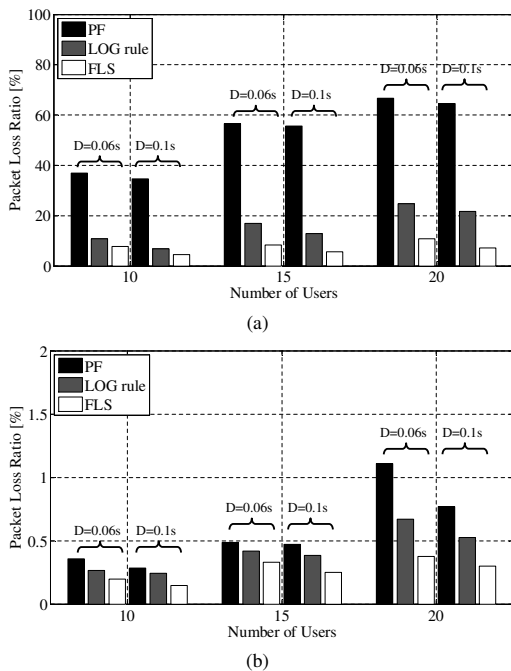 100
80
60
40
20
0
Packet Loss Ratio [%]
PF
LOG rule
FLS
D=0.06s
D=0.1s
D=0.06s
D=0.1s
D=0.06s
D=0.1s
10
15
20
Number of Users
(a)
2
1.5
1
0.5
0
Packet Loss Ratio [%]
PF
LOG rule
FLS
D=0.06s
D=0.1s
D=0.06s
D=0.1s
D=0.06s
D=0.1s
10
15
20
Number of Users
(b)